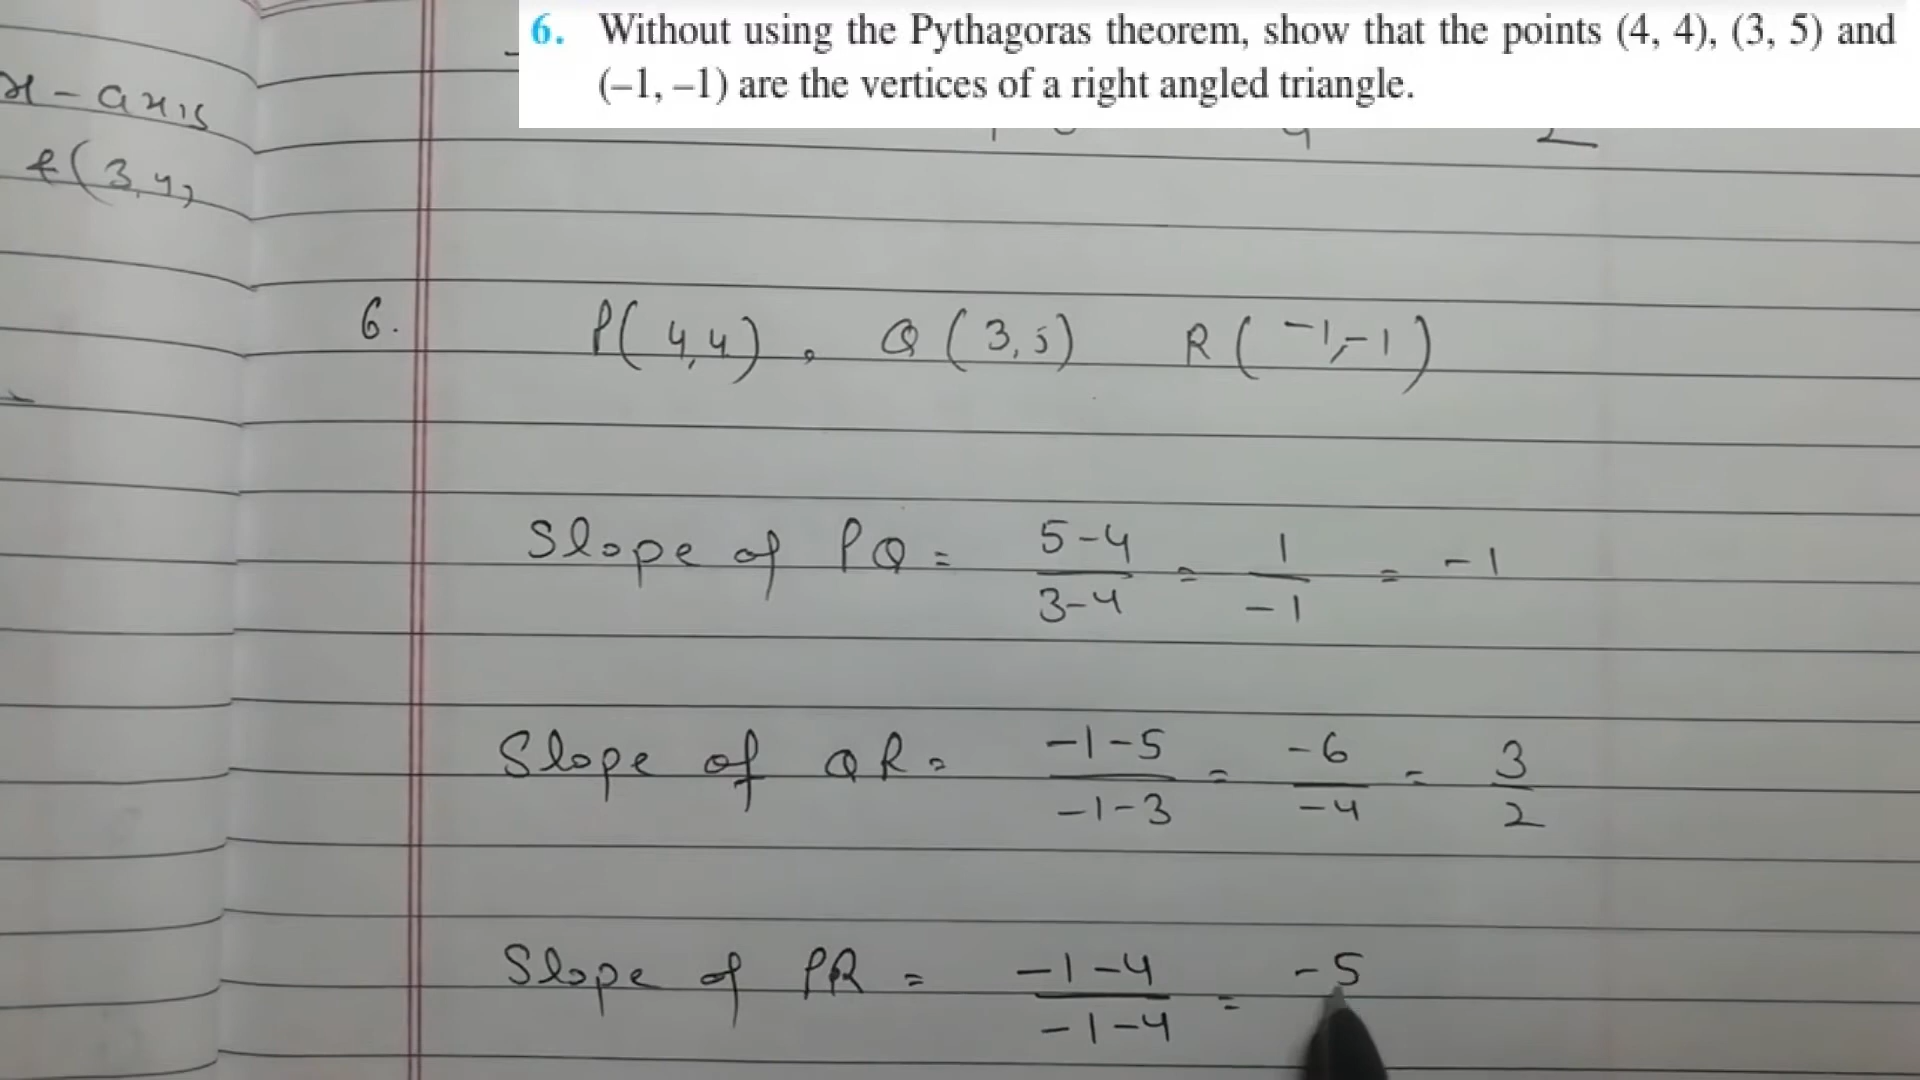 6. Without using the Pythagoras theorem, show that the points (4, 4), (3, 5) and
(–1, –1) are the vertices of a right angled triangle.
x - axis
(3,4)
6. P(4,4), Q(3,5) R(-1,-1)
Slope of PQ = 5-4/3-4 = 1/-1 = -1
Slope of QR = -1-5/-1-3 = -6/-4 = 3/2
Slope of PR = -1-4/-1-4 = -5